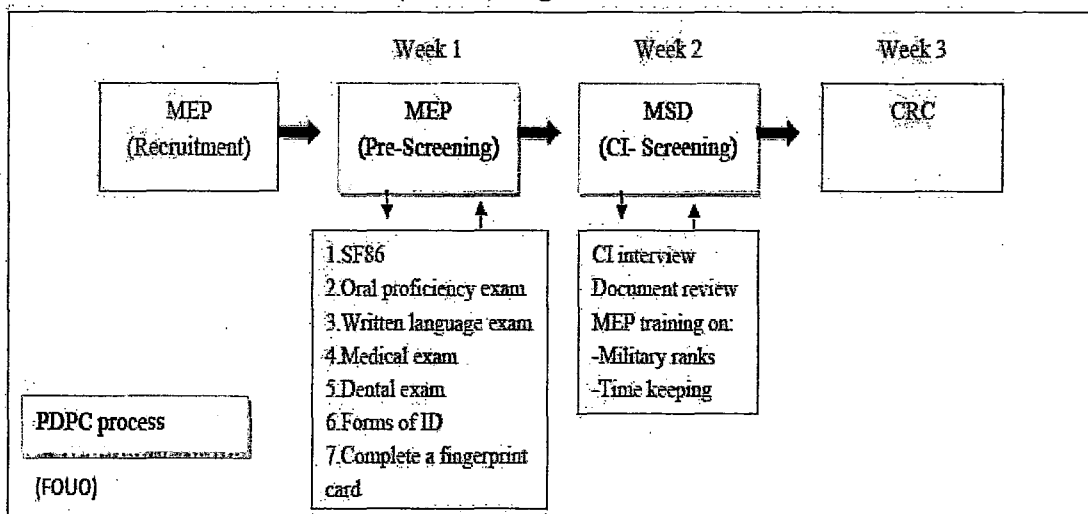 Week 1
Week 2
Week 3
MEP
(Recruitment)
MEP
(Pre-Screening)
MSD
(CI- Screening)
CRC
1.SF86
2.Oral proficiency exam
3.Written language exam
4.Medical exam
5.Dental exam
6.Forms of ID
7.Complete a fingerprint
card
CI interview
Document review
MEP training on:
-Military ranks
-Time keeping
PDPC process
(FOUO)